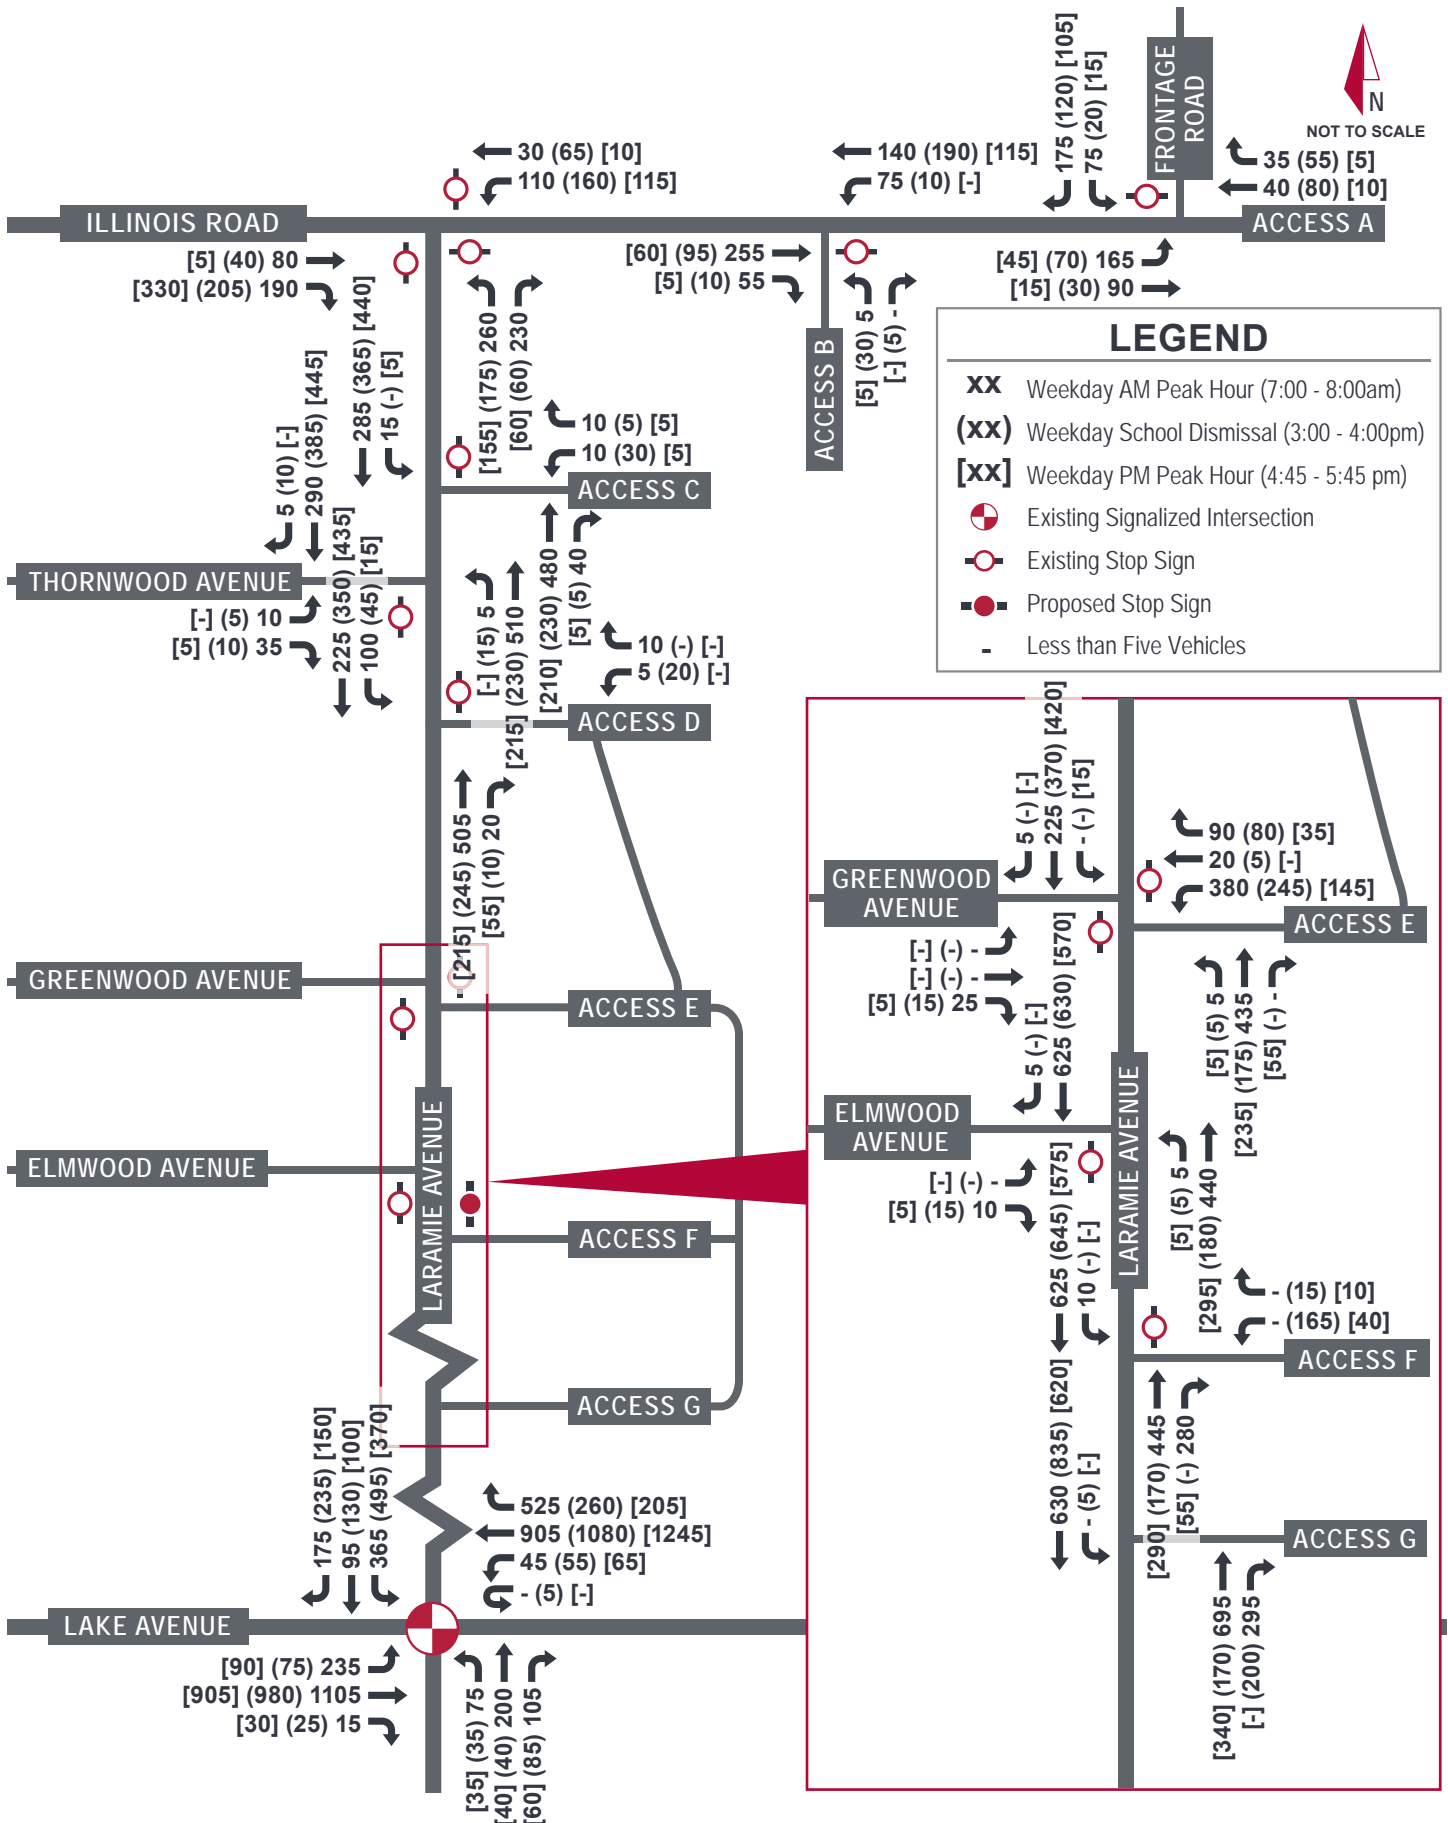 175 (120) [105]
75 (20) [15]
FRONTAGE
ROAD
N
NOT TO SCALE
30 (65) [10]
110 (160) [115]
140 (190) [115]
75 (10) [-]
35 (55) [5]
40 (80) [10]
ILLINOIS ROAD
ACCESS A
[5] (40) 80
[330] (205) 190
[60] (95) 255
[5] (10) 55
[45] (70) 165
[15] (30) 90
[155] (175) 260
[60] (60) 230
ACCESS B
[5] (30) 5
[-] (5) -
LEGEND
xx Weekday AM Peak Hour (7:00 - 8:00am)
(xx) Weekday School Dismissal (3:00 - 4:00pm)
[xx] Weekday PM Peak Hour (4:45 - 5:45 pm)
Existing Signalized Intersection
Existing Stop Sign
Proposed Stop Sign
- Less than Five Vehicles
285 (365) [440]
15 (-) [5]
10 (5) [5]
10 (30) [5]
ACCESS C
5 (10) [-]
290 (385) [445]
[210] (230) 480
[5] (5) 40
THORNWOOD AVENUE
[-] (5) 10
[5] (10) 35
225 (350) [435]
100 (45) [15]
[-] (15) 5
[215] (230) 510
10 (-) [-]
5 (20) [-]
ACCESS D
[215] (245) 505
[55] (10) 20
GREENWOOD AVENUE
ACCESS E
ELMWOOD AVENUE
LARAMIE AVENUE
ACCESS F
ACCESS G
175 (235) [150]
95 (130) [100]
365 (495) [370]
525 (260) [205]
905 (1080) [1245]
45 (55) [65]
- (5) [-]
LAKE AVENUE
[90] (75) 235
[905] (980) 1105
[30] (25) 15
[35] (35) 75
[40] (40) 200
[60] (85) 105
5 (-) [-]
225 (370) [420]
- (-) [15]
90 (80) [35]
20 (5) [-]
380 (245) [145]
GREENWOOD
AVENUE
ACCESS E
[-] (-) -
[-] (-) -
[5] (15) 25
[5] (5) 5
[235] (175) 435
[55] (-) -
5 (-) [-]
625 (630) [570]
ELMWOOD
AVENUE
LARAMIE AVENUE
[-] (-) -
[5] (15) 10
[5] (5) 5
[295] (180) 440
625 (645) [575]
10 (-) [-]
- (15) [10]
- (165) [40]
ACCESS F
[290] (170) 445
[55] (-) 280
630 (835) [620]
- (5) [-]
ACCESS G
[340] (170) 695
[-] (200) 295